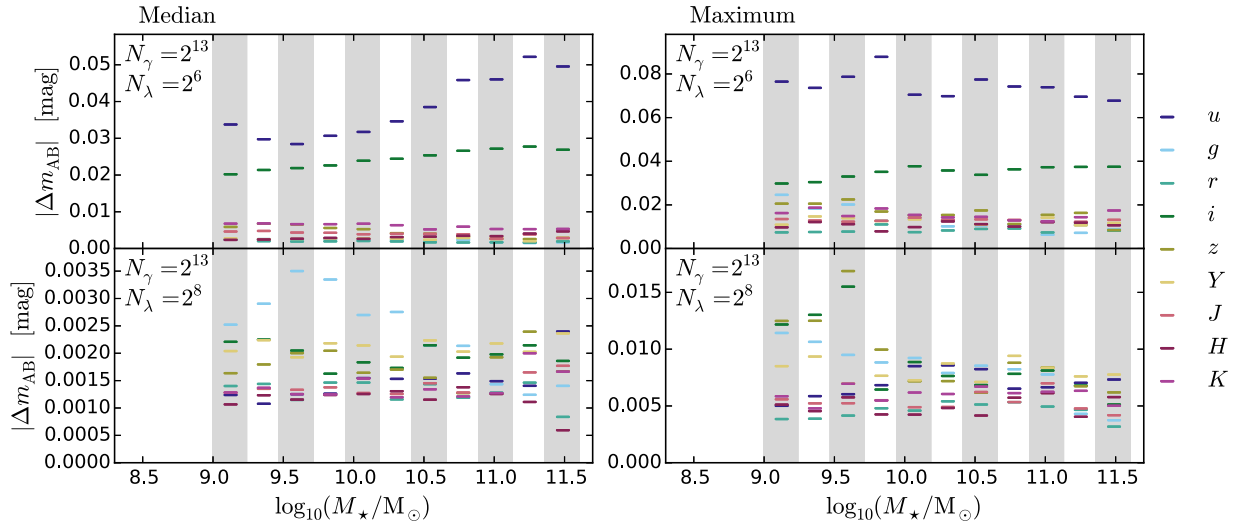 Median Maximum
|Δm_AB| [mag]
0.05
0.04
0.03
0.02
0.01
0.00
N_γ = 2^13
N_λ = 2^6
0.08
0.06
0.04
0.02
0.00
N_γ = 2^13
N_λ = 2^6
|Δm_AB| [mag]
0.0035
0.0030
0.0025
0.0020
0.0015
0.0010
0.0005
0.0000
N_γ = 2^13
N_λ = 2^8
0.015
0.010
0.005
0.000
N_γ = 2^13
N_λ = 2^8
8.5 9.0 9.5 10.0 10.5 11.0 11.5
8.5 9.0 9.5 10.0 10.5 11.0 11.5
log₁₀(M⋆/M⊙)
log₁₀(M⋆/M⊙)
u
g
r
i
z
Y
J
H
K